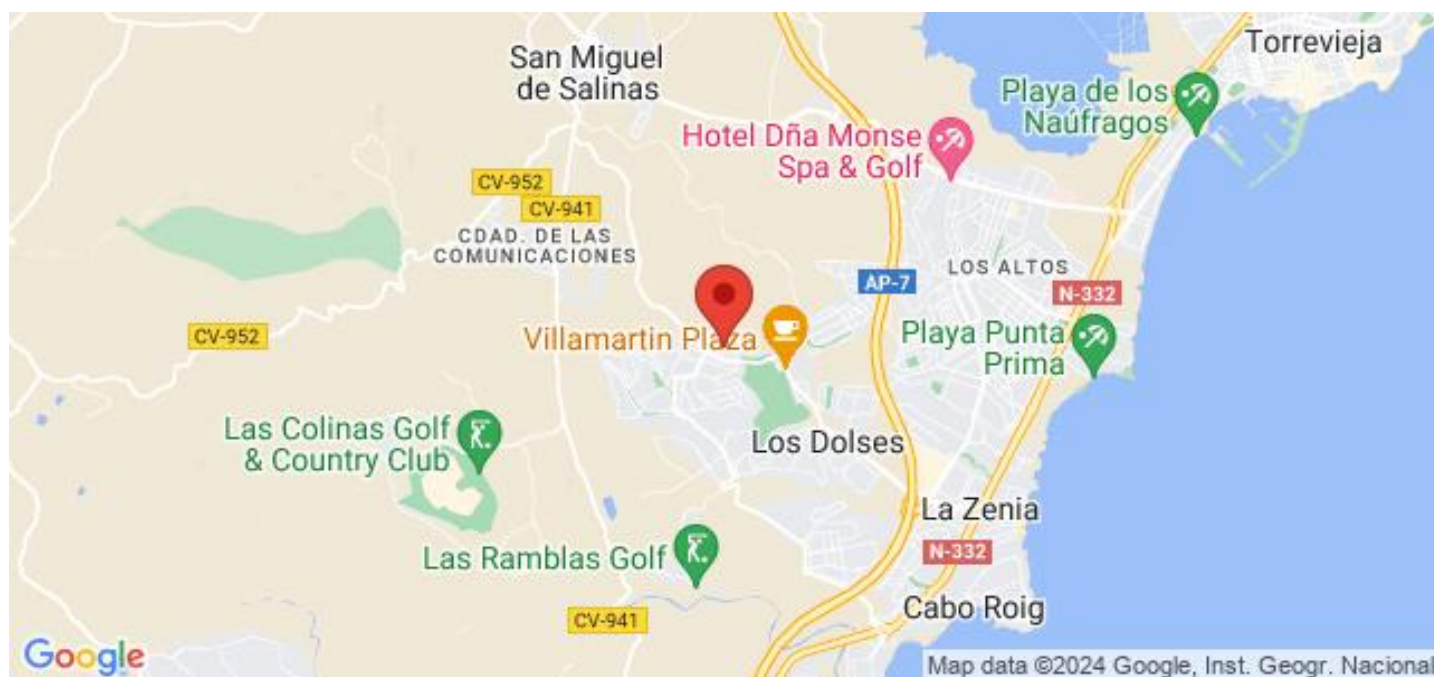 Torrevieja
San Miguel
de Salinas
Playa de los
Naúfragos
Hotel Dña Monse
Spa & Golf
CV-952
CV-941
CDAD. DE LAS
COMUNICACIONES
LOS ALTOS
AP-7
N-332
CV-952
Villamartin Plaza
Playa Punta
Prima
Las Colinas Golf
& Country Club
Los Dolses
La Zenia
Las Ramblas Golf
N-332
Cabo Roig
CV-941
Google
Map data ©2024 Google, Inst. Geogr. Nacional